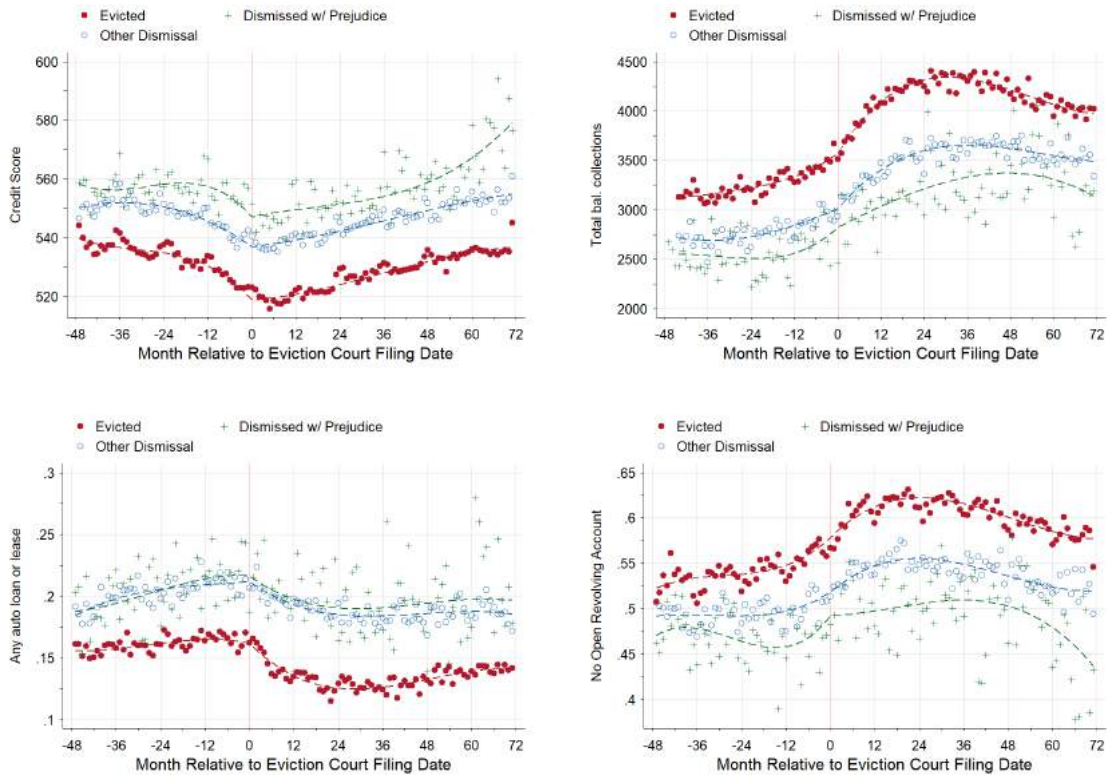 Evicted
Dismissed w/ Prejudice
Other Dismissal
600
580
560
540
520
Credit Score
-48 -36 -24 -12 0 12 24 36 48 60 72
Month Relative to Eviction Court Filing Date
Evicted
Dismissed w/ Prejudice
Other Dismissal
4500
4000
3500
3000
2500
2000
Total bal. collections
-48 -36 -24 -12 0 12 24 36 48 60 72
Month Relative to Eviction Court Filing Date
Evicted
Dismissed w/ Prejudice
Other Dismissal
.3
.25
.2
.15
.1
Any auto loan or lease
-48 -36 -24 -12 0 12 24 36 48 60 72
Month Relative to Eviction Court Filing Date
Evicted
Dismissed w/ Prejudice
Other Dismissal
.65
.6
.55
.5
.45
.4
No Open Revolving Account
-48 -36 -24 -12 0 12 24 36 48 60 72
Month Relative to Eviction Court Filing Date